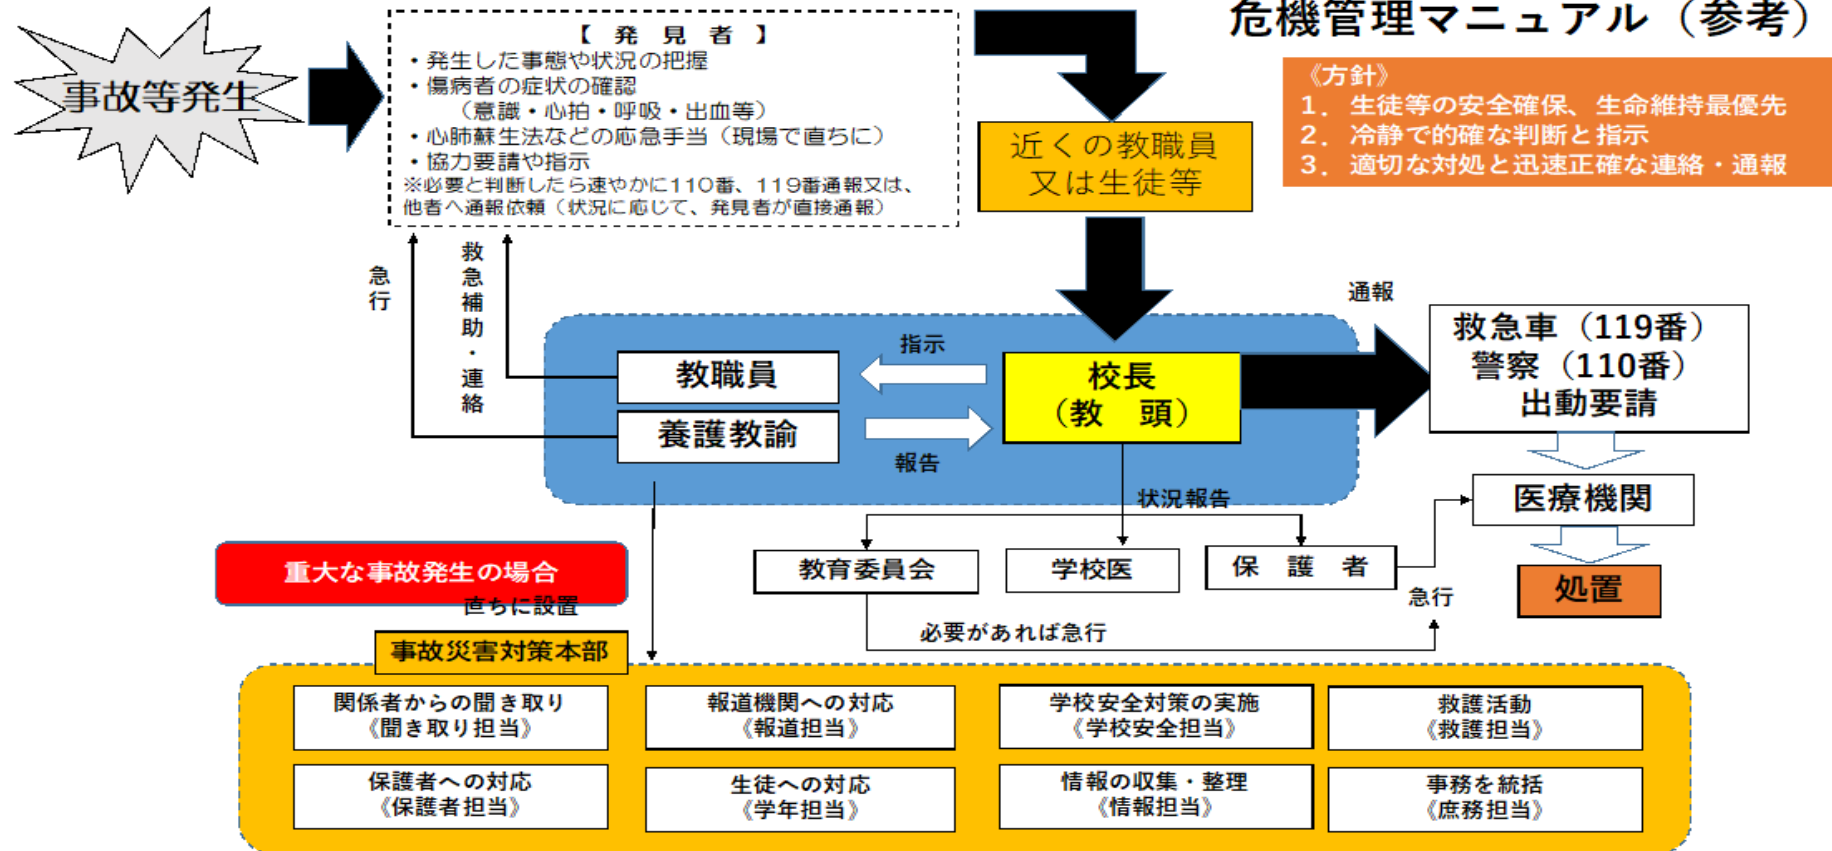 危機管理マニュアル（参考）
事故等発生
【　発　見　者　】
・発生した事態や状況の把握
・傷病者の症状の確認
（意識・心拍・呼吸・出血等）
・心肺蘇生法などの応急手当（現場で直ちに）
・協力要請や指示
※必要と判断したら速やかに110番、119番通報又は、
他者へ通報依頼（状況に応じて、発見者が直接通報）
《方針》
1．生徒等の安全確保、生命維持最優先
2．冷静で的確な判断と指示
3．適切な対処と迅速正確な連絡・通報
近くの教職員
又は生徒等
急行
救急補助・連絡
通報
指示
教職員
養護教諭
報告
校長
（教　頭）
救急車（119番）
警察（110番）
出動要請
医療機関
処置
状況報告
教育委員会
学校医
保　護　者
急行
必要があれば急行
重大な事故発生の場合
直ちに設置
事故災害対策本部
関係者からの聞き取り
《聞き取り担当》
報道機関への対応
《報道担当》
学校安全対策の実施
《学校安全担当》
救護活動
《救護担当》
保護者への対応
《保護者担当》
生徒への対応
《学年担当》
情報の収集・整理
《情報担当》
事務を統括
《庶務担当》